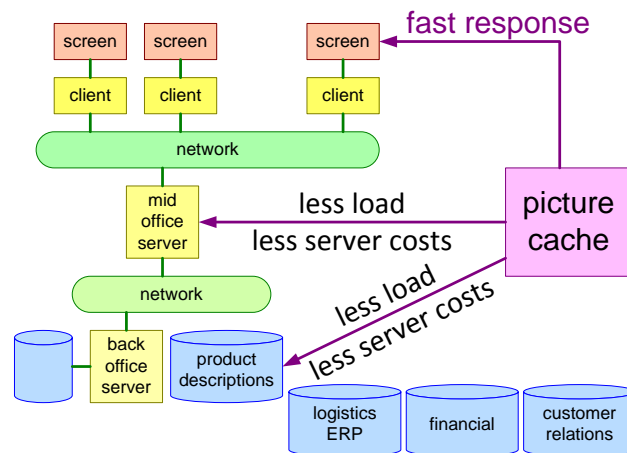 fast response
screen
screen
screen
client
client
client
network
mid
office
server
less load
less server costs
picture
cache
network
less load
less server costs
back
office
server
product
descriptions
logistics
ERP
financial
customer
relations